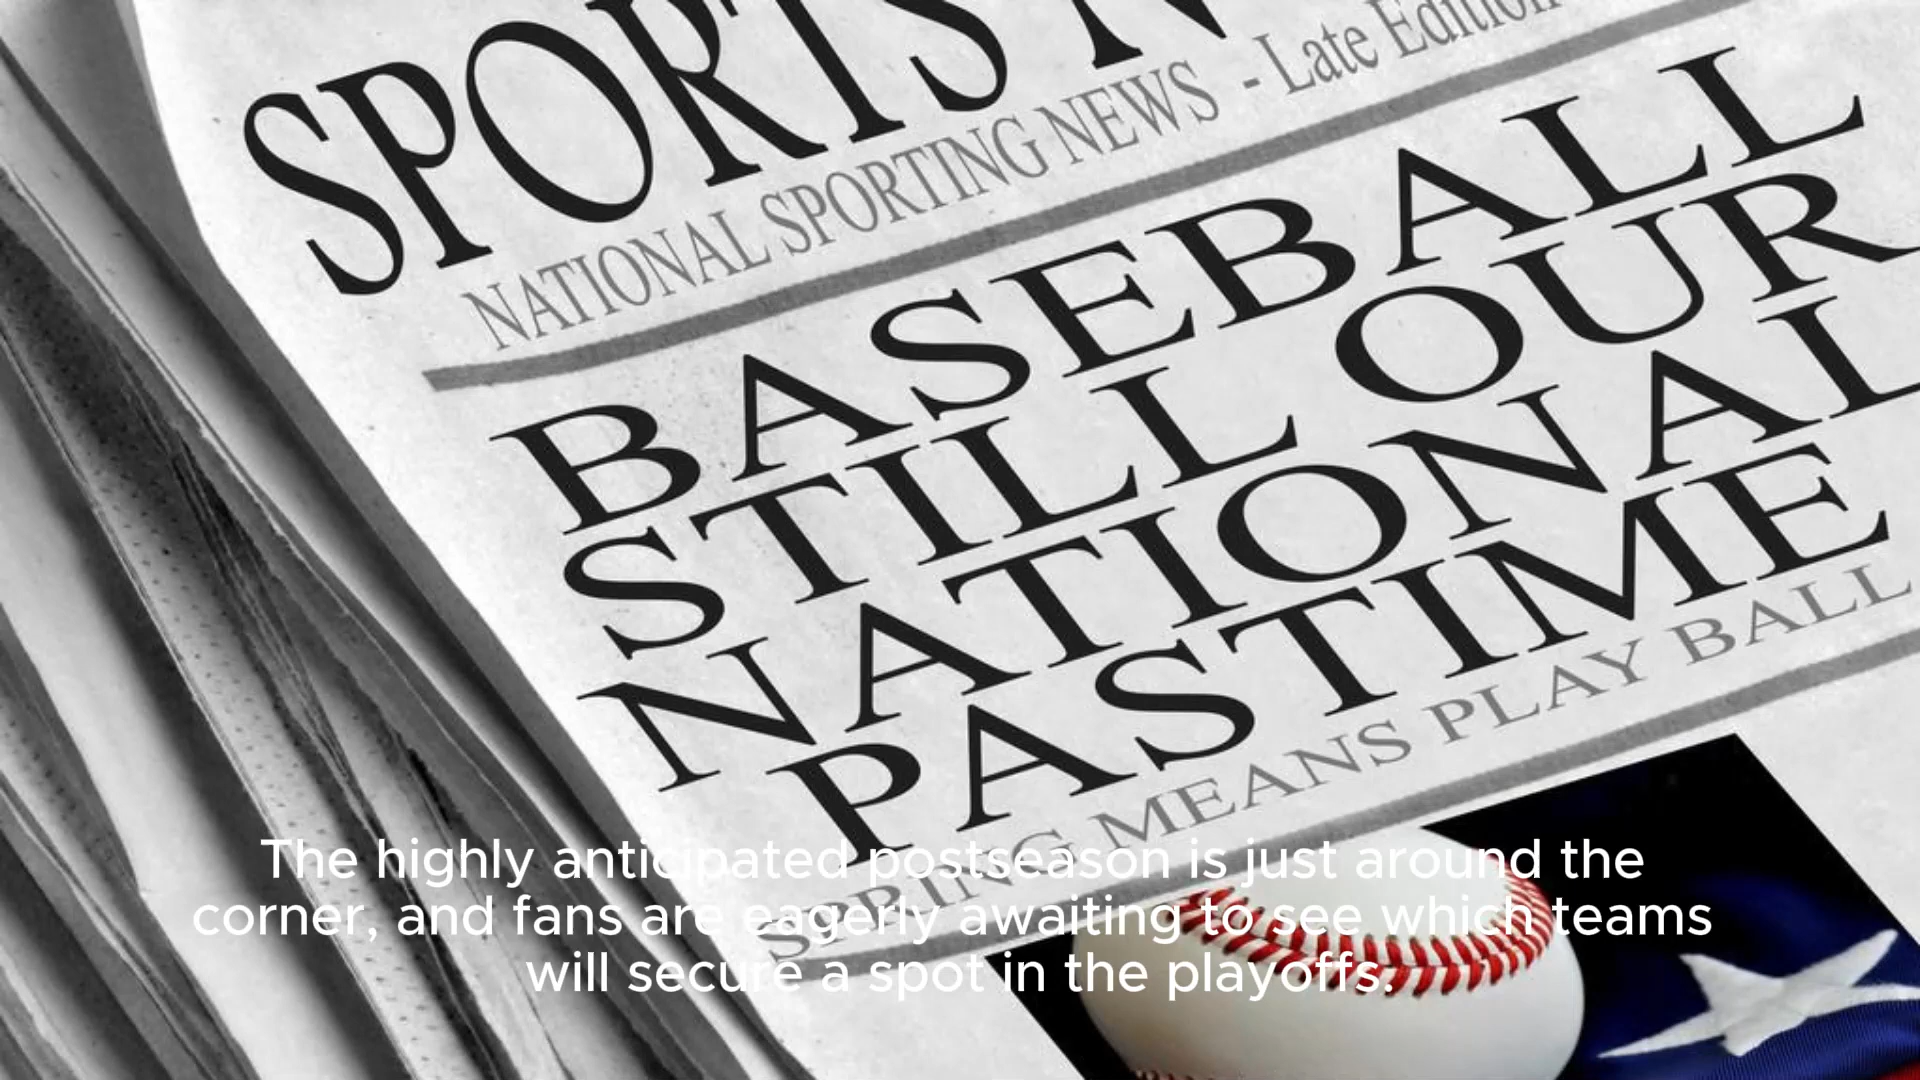 SPORTS N
NATIONAL SPORTING NEWS - Late Edition
BASEBALL
STILL OUR
NATIONAL
PASTIME
SPRING MEANS PLAY BALL
The highly anticipated postseason is just around the
corner, and fans are eagerly awaiting to see which teams
will secure a spot in the playoffs.